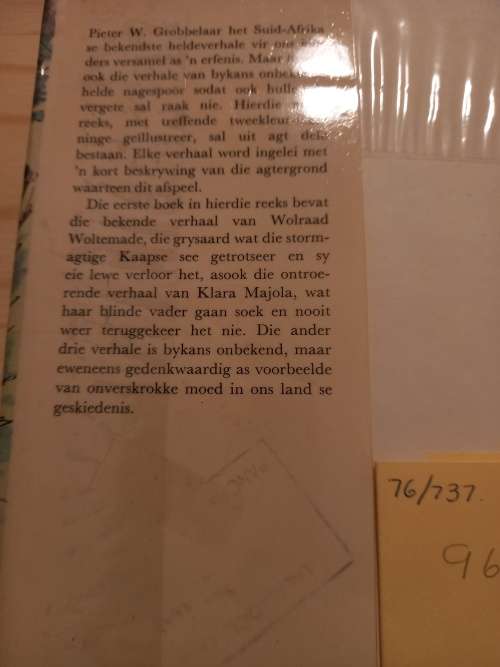 Pieter W. Grobbelaar het Suid-Afrika
se bekendste heldeverhale vir ons
ders versamel as 'n erfenis. Maar
ook die verhale van bykans
helde nagespoor sodat ook hulle
vergete sal raak nie. Hierdie
reeks, met treffende
ninge geïllustreer, sal uit agt dele
bestaan. Elke verhaal word ingelei met
'n kort beskrywing van die agtergrond
waarteen dit afspeel.
Die eerste boek in hierdie reeks bevat
die bekende verhaal van Wolraad
Woltemade, die grysaard wat die storm-
agtige Kaapse see getrotseer en sy
eie lewe verloor het, asook die ontroe-
rende verhaal van Klara Majola, wat
haar blinde vader gaan soek en nooit
weer teruggekeer het nie. Die ander
drie verhale is bykans onbekend, maar
eweneens gedenkwaardig as voorbeelde
van onverskrokke moed in ons land se
geskiedenis.
76/737.
96